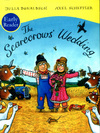 Early Reader
JULIA DONALDSON
AXEL SCHEFFLER
The
Scarecrows' Wedding